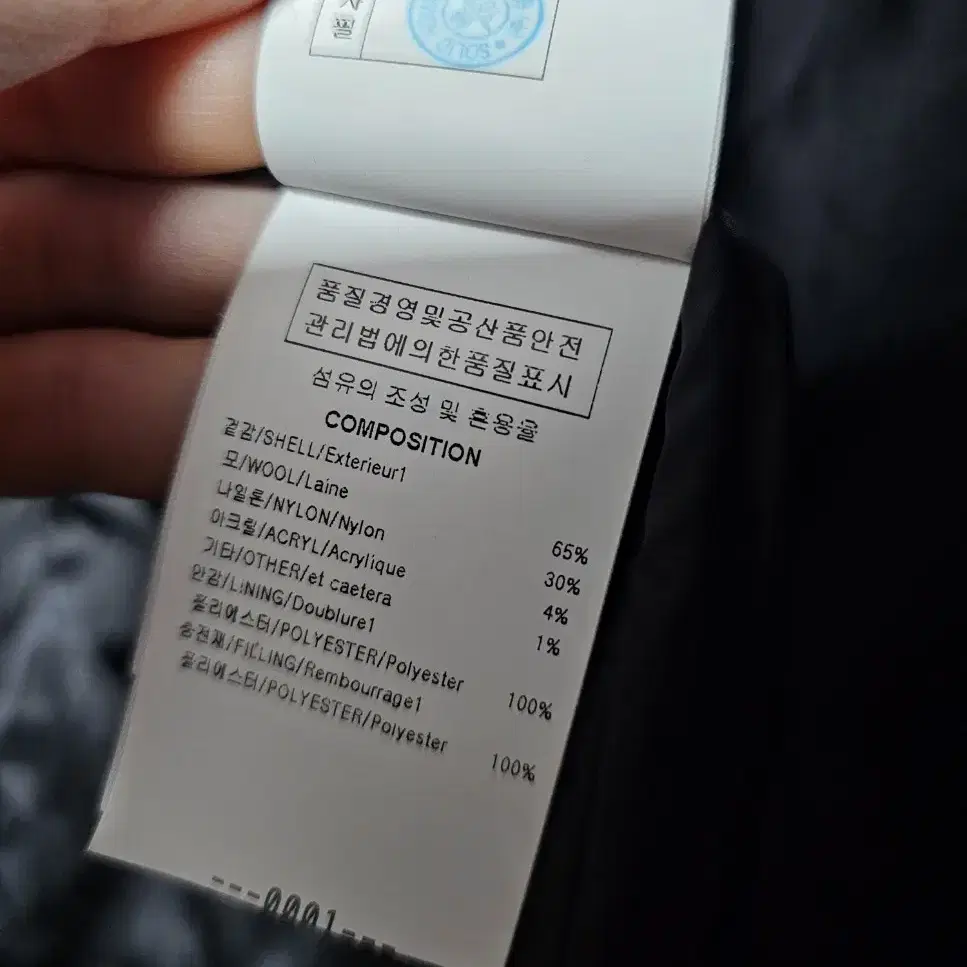 품질경영및공산품안전
관리법에의한품질표시
섬유의 조성 및 혼용율
COMPOSITION
겉감/SHELL/Exterieur1
모/WOOL/Laine 65%
나일론/NYLON/Nylon 30%
아크릴/ACRYL/Acrylique 4%
기타/OTHER/et caetera 1%
안감/LINING/Doublure1
폴리에스터/POLYESTER/Polyester 100%
충전재/FILLING/Rembourrage1
폴리에스터/POLYESTER/Polyester 100%
---0001---